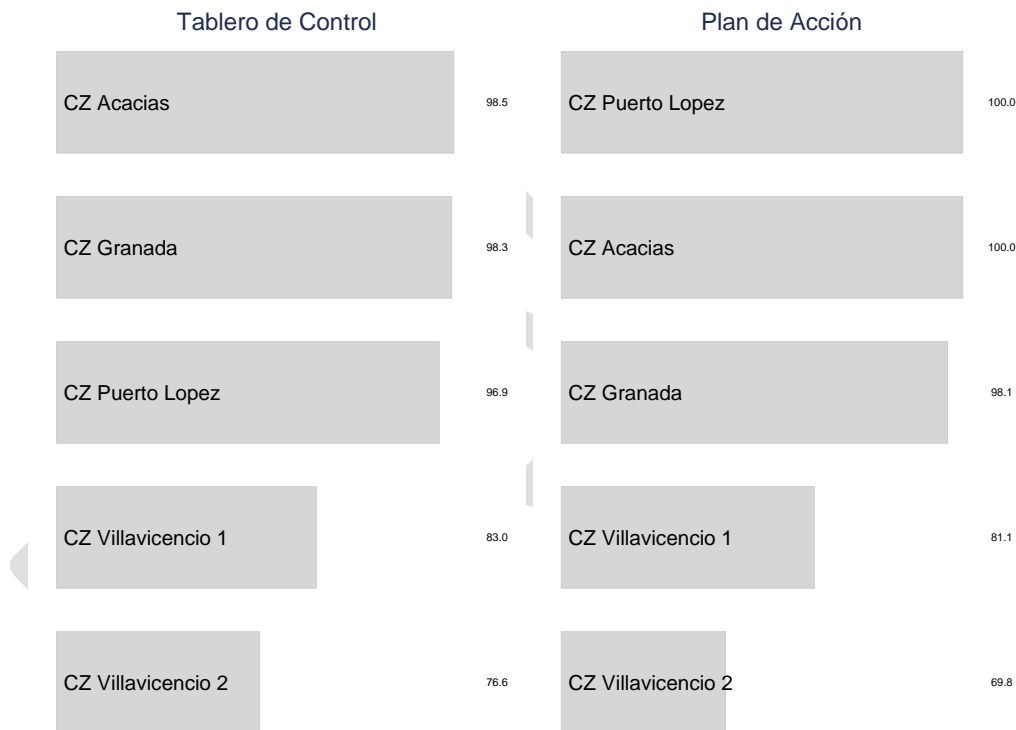 Tablero de Control
CZ Acacias 98.5
CZ Granada 98.3
CZ Puerto Lopez 96.9
CZ Villavicencio 1 83.0
CZ Villavicencio 2 76.6
Plan de Acción
CZ Puerto Lopez 100.0
CZ Acacias 100.0
CZ Granada 98.1
CZ Villavicencio 1 81.1
CZ Villavicencio 2 69.8